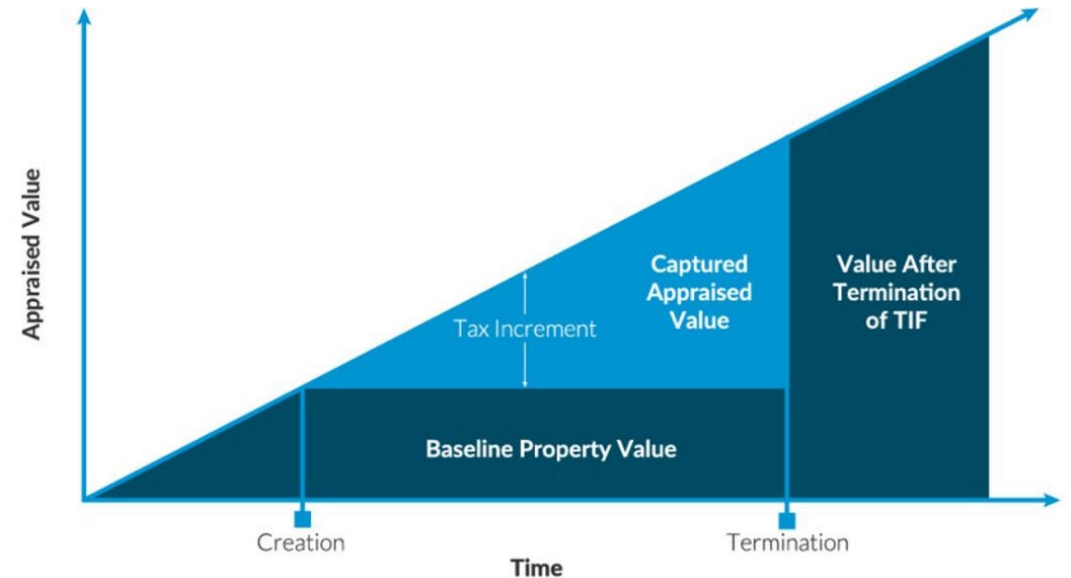 Appraised Value
Captured
Appraised
Value
Value After
Termination
of TIF
Tax Increment
Baseline Property Value
Creation
Termination
Time